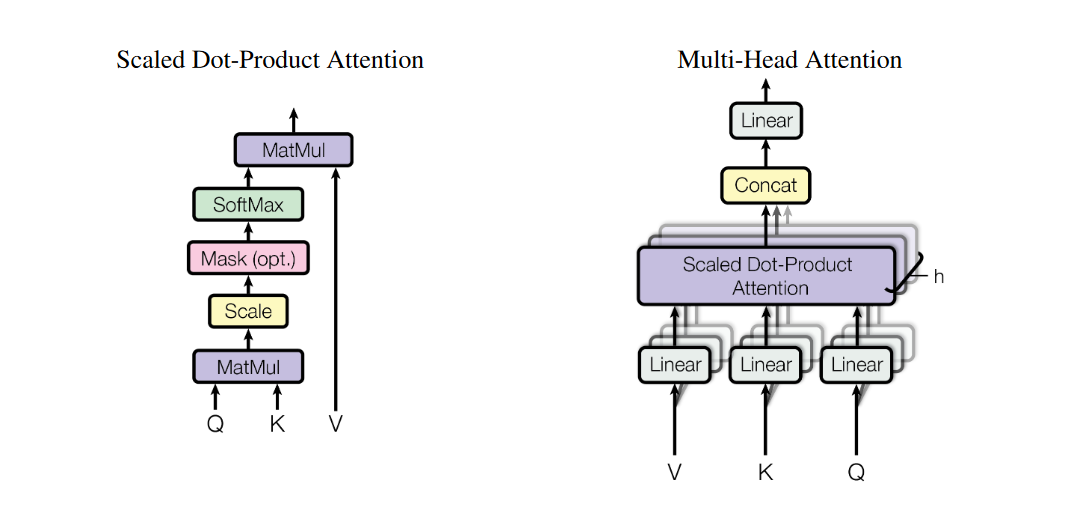 Scaled Dot-Product Attention
MatMul
SoftMax
Mask (opt.)
Scale
MatMul
Q K V
Multi-Head Attention
Linear
Concat
Scaled Dot-Product
Attention
h
Linear Linear Linear
V K Q